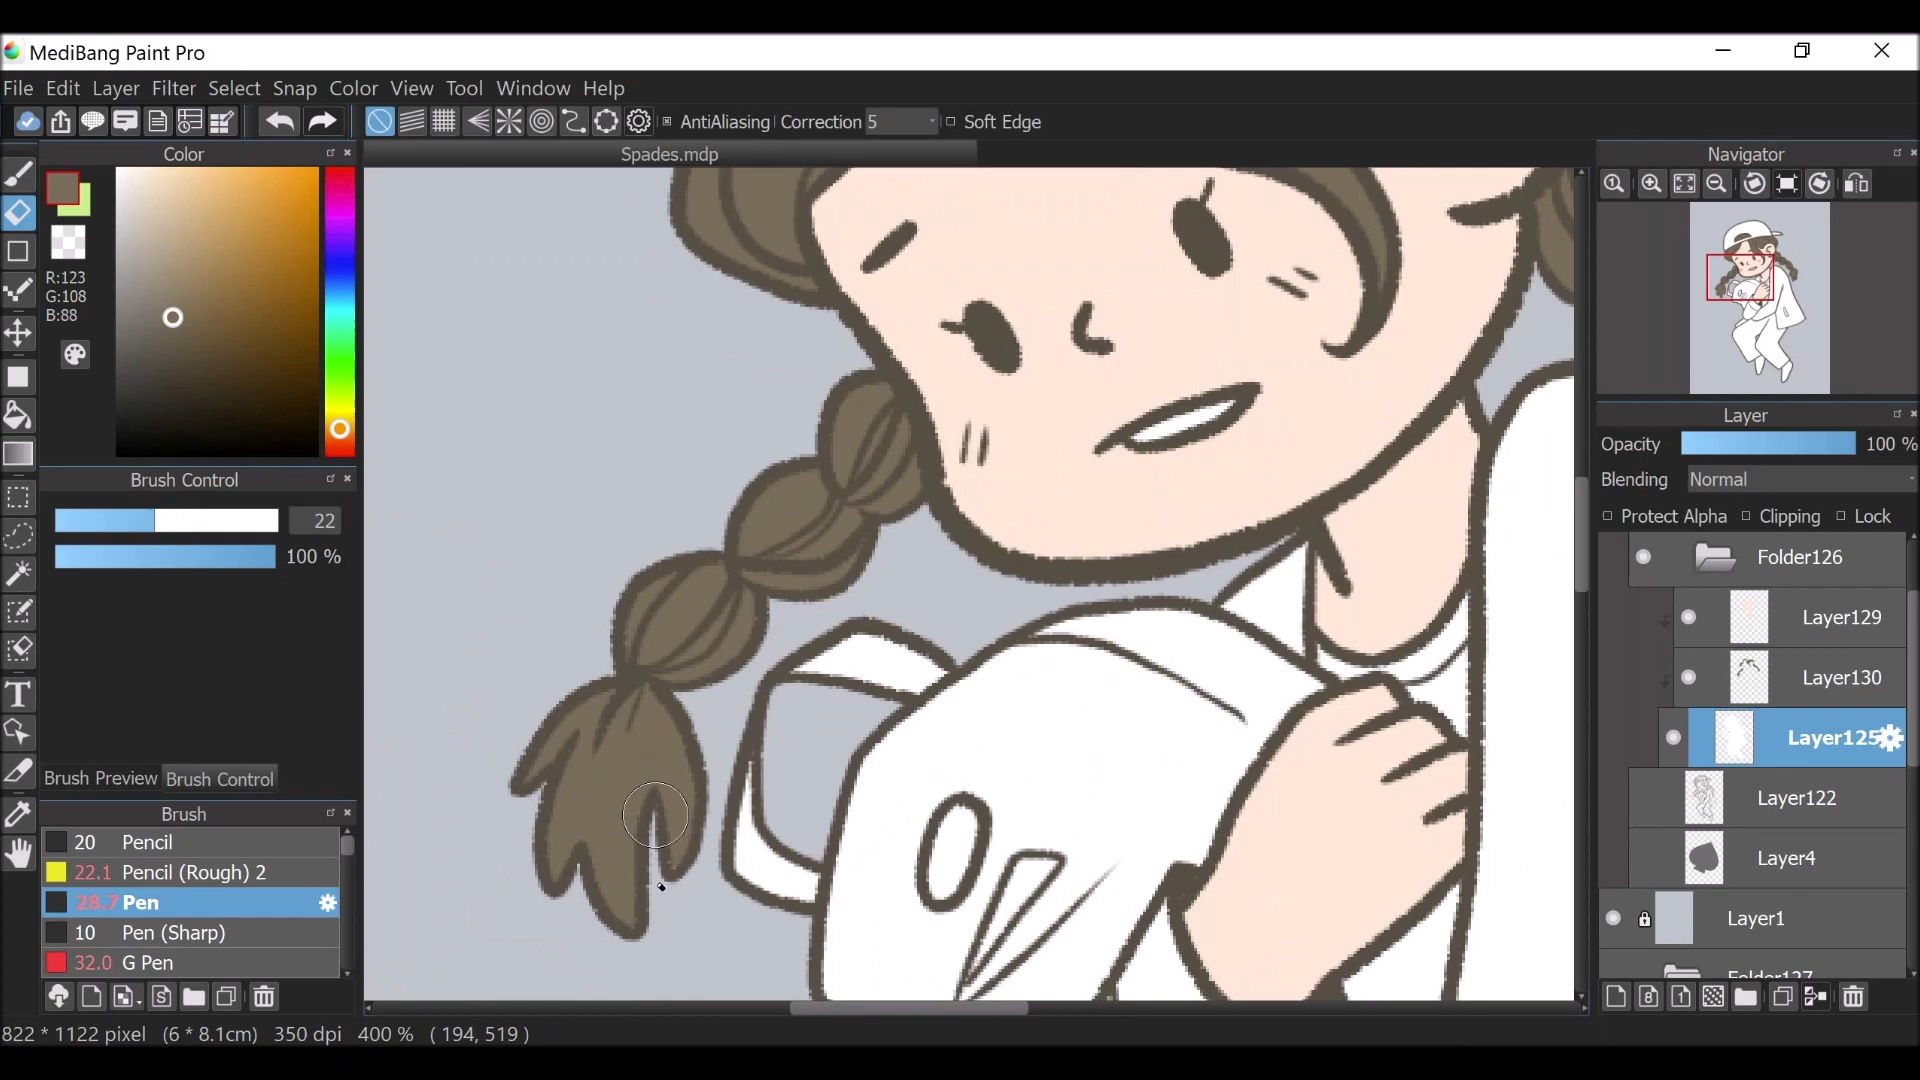 MediBang Paint Pro
File Edit Layer Filter Select Snap Color View Tool Window Help
AntiAliasing Correction 5 Soft Edge
Color
Spades.mdp
Navigator
R:123
G:108
B:88
Layer
Opacity 100 %
Blending Normal
Protect Alpha Clipping Lock
Brush Control
22
100 %
Folder126
Layer129
Layer130
Layer125
Layer122
Layer4
Layer1
Folder127
Brush Preview Brush Control
Brush
20 Pencil
22.1 Pencil (Rough) 2
28.7 Pen
10 Pen (Sharp)
32.0 G Pen
822 * 1122 pixel (6 * 8.1cm) 350 dpi 400 % ( 194, 519 )